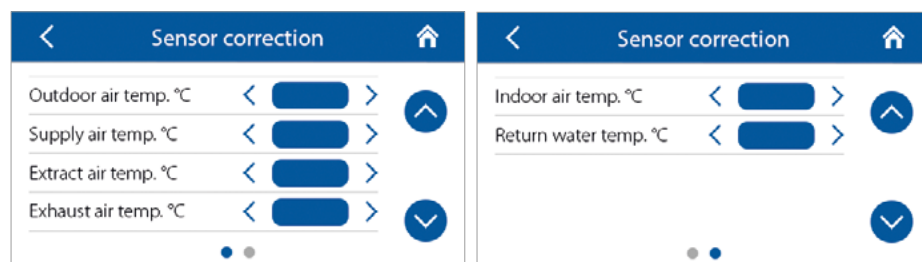 Sensor correction
Outdoor air temp. °C
Supply air temp. °C
Extract air temp. °C
Exhaust air temp. °C
Sensor correction
Indoor air temp. °C
Return water temp. °C